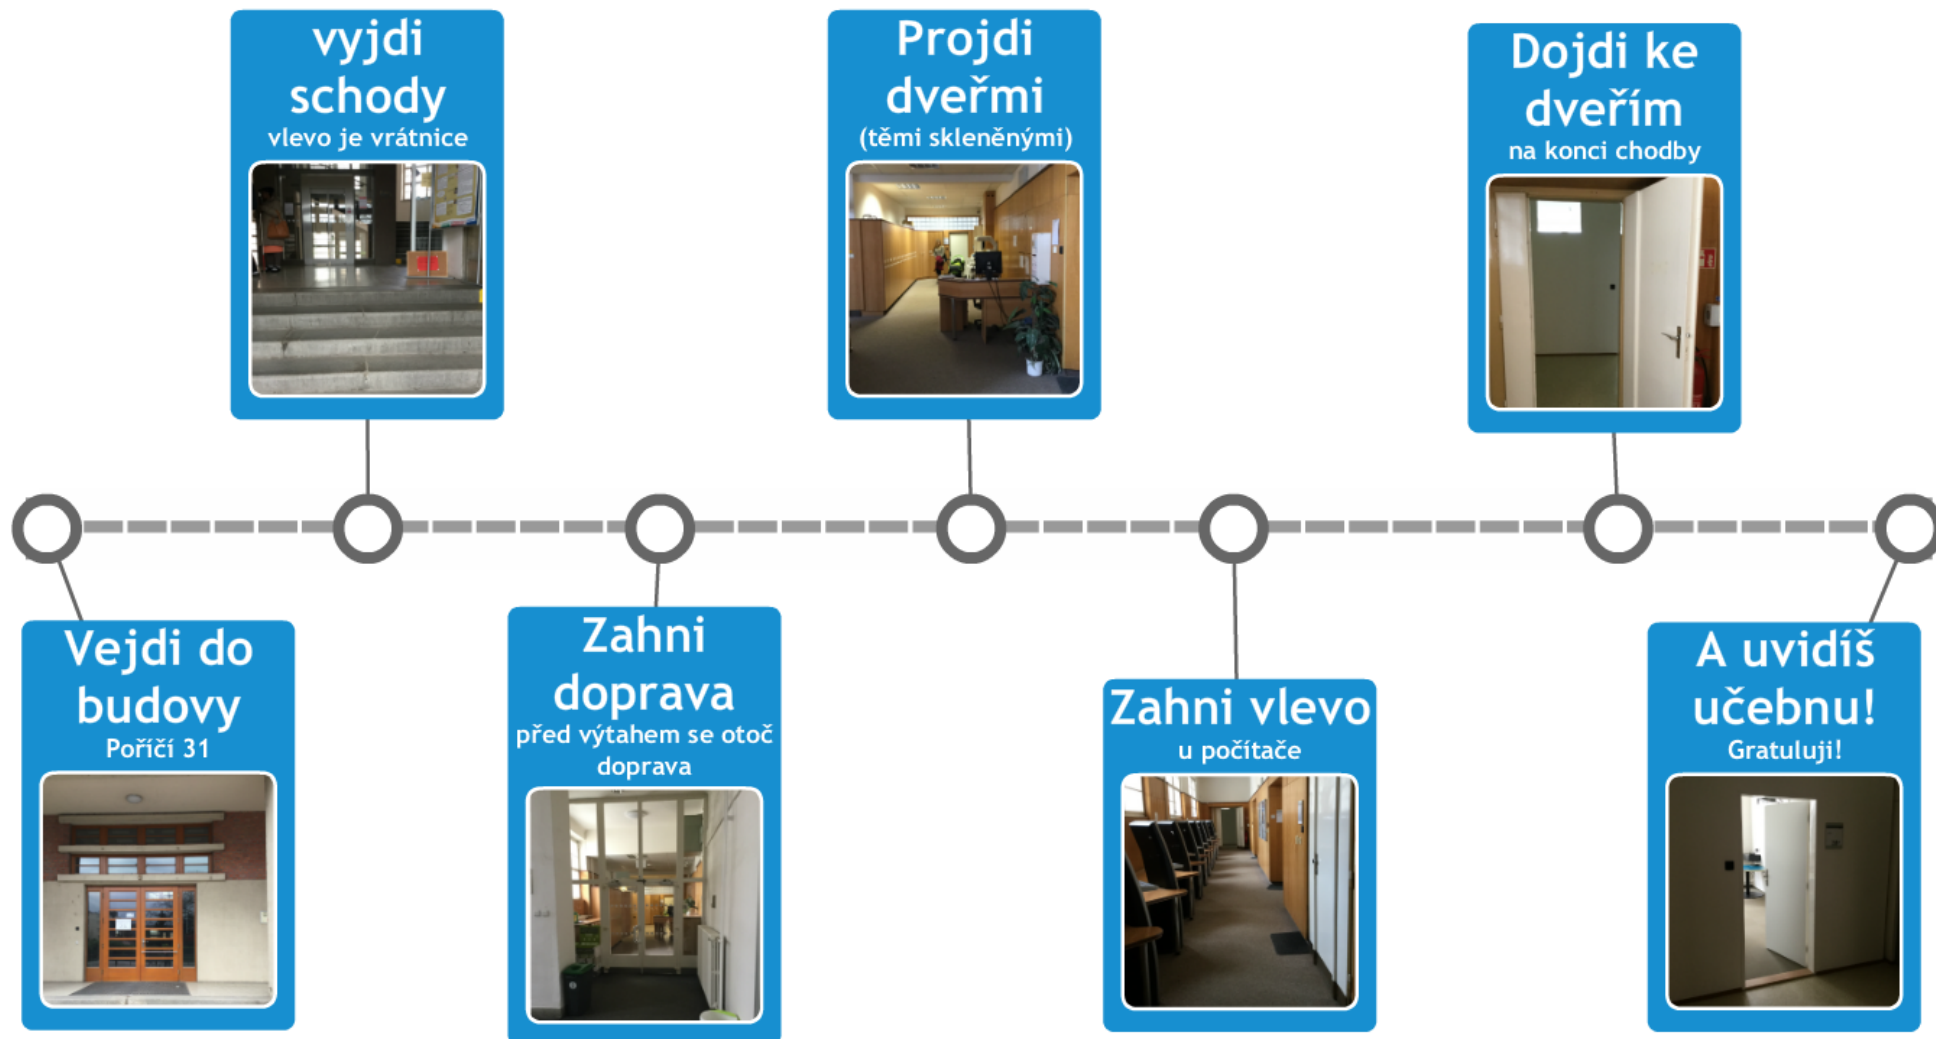 Vejdi do
budovy
Poříčí 31
vyjdi
schody
vlevo je vrátnice
Zahni
doprava
před výtahem se otoč
doprava
Projdi
dveřmi
(těmi skleněnými)
Zahni vlevo
u počítače
Dojdi ke
dveřím
na konci chodby
A uvidíš
učebnu!
Gratuluji!